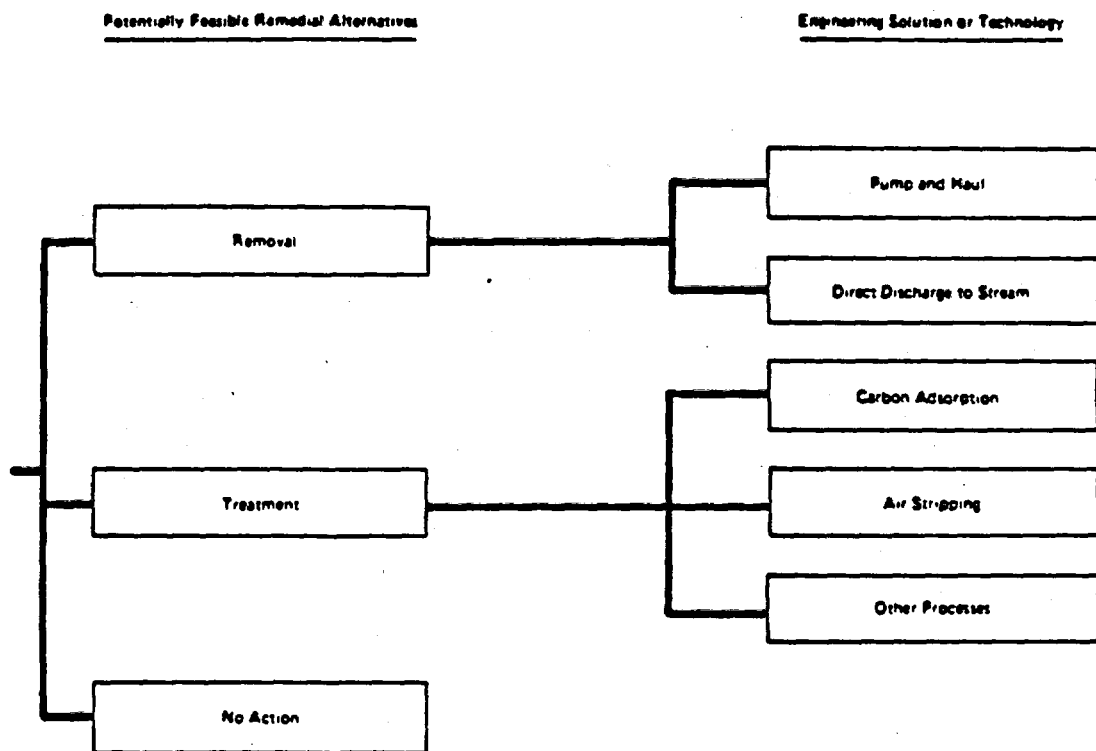 Potentially Feasible Remedial Alternatives
Engineering Solution or Technology
Removal
Pump and Haul
Direct Discharge to Stream
Treatment
Carbon Adsorption
Air Stripping
Other Processes
No Action